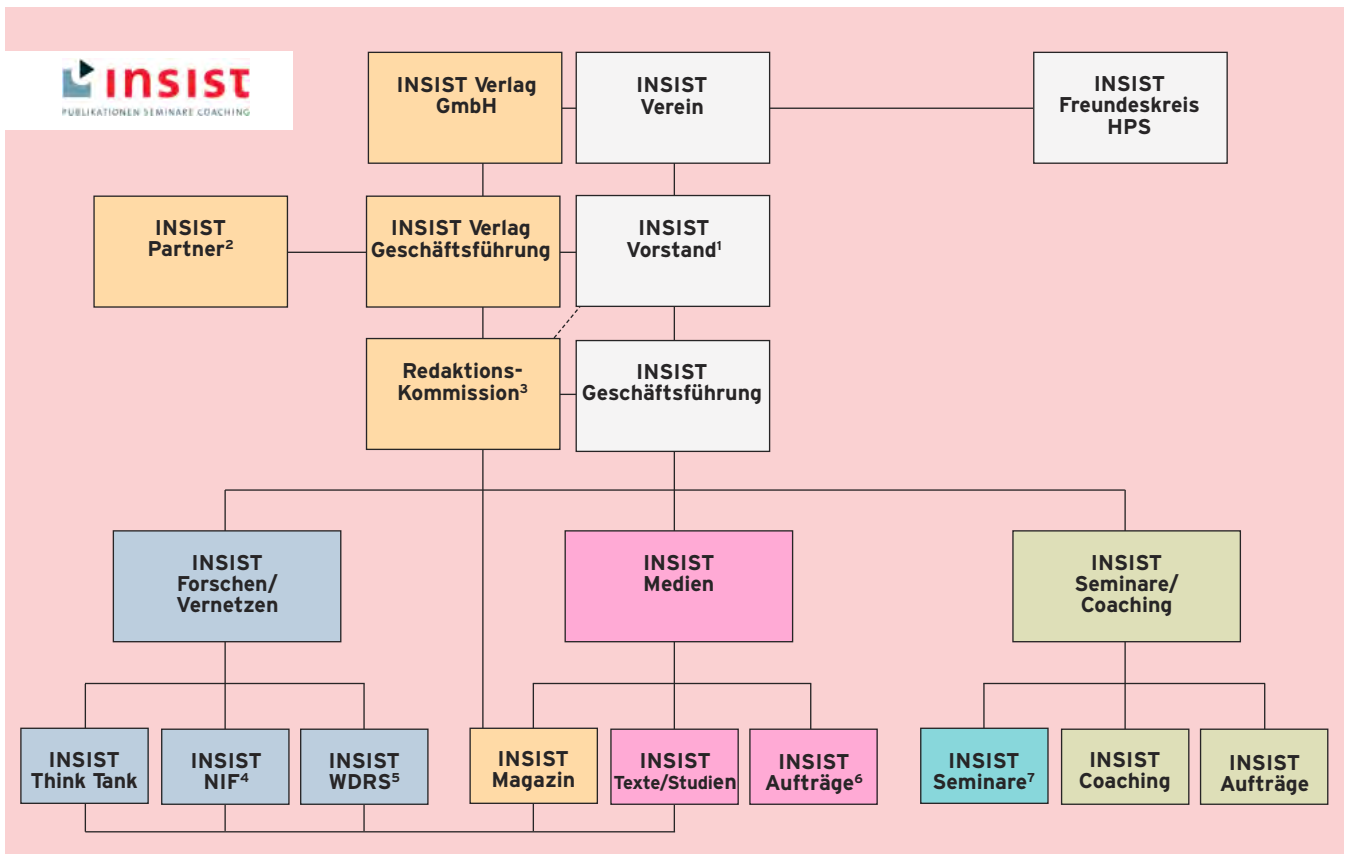 INSIST
PUBLIKATIONEN SEMINARE COACHING
INSIST Verlag
GmbH
INSIST
Verein
INSIST
Freundeskreis
HPS
INSIST
Partner²
INSIST Verlag
Geschäftsführung
INSIST
Vorstand¹
Redaktions-
Kommission³
INSIST
Geschäftsführung
INSIST
Forschen/
Vernetzen
INSIST
Medien
INSIST
Seminare/
Coaching
INSIST
Think Tank
INSIST
NIF⁴
INSIST
WDRS⁵
INSIST
Magazin
INSIST
Texte/Studien
INSIST
Aufträge⁶
INSIST
Seminare⁷
INSIST
Coaching
INSIST
Aufträge